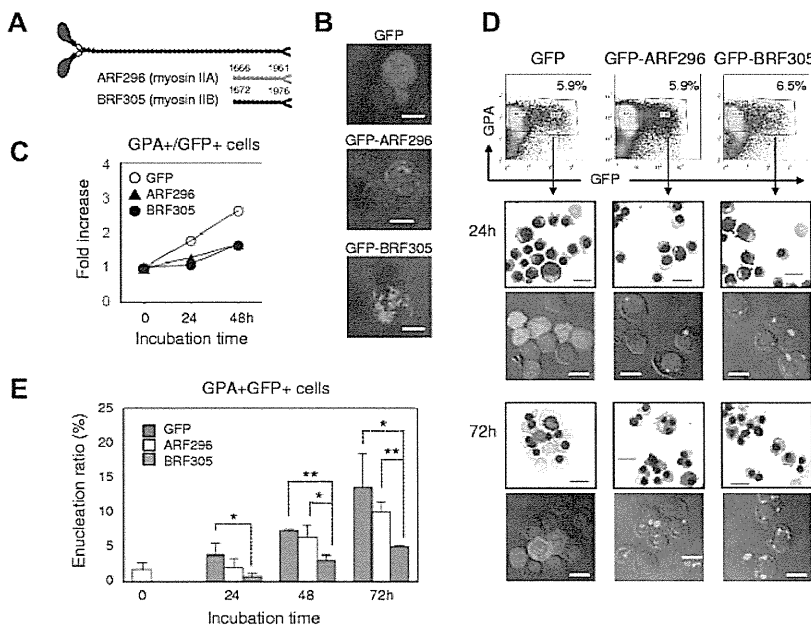 A
1666 1961
ARF296 (myosin IIA)
1672 1976
BRF305 (myosin IIB)
B
GFP
GFP-ARF296
GFP-BRF305
C
GPA+/GFP+ cells
GFP
ARF296
BRF305
Fold increase
4
3
2
1
0
0 24 48h
Incubation time
D
GFP GFP-ARF296 GFP-BRF305
5.9% 5.9% 6.5%
GPA
GFP
24h
72h
E
GPA+GFP+ cells
GFP
ARF296
BRF305
Enucleation ratio (%)
25
20
15
10
5
0
* ** * * **
0 24 48 72h
Incubation time